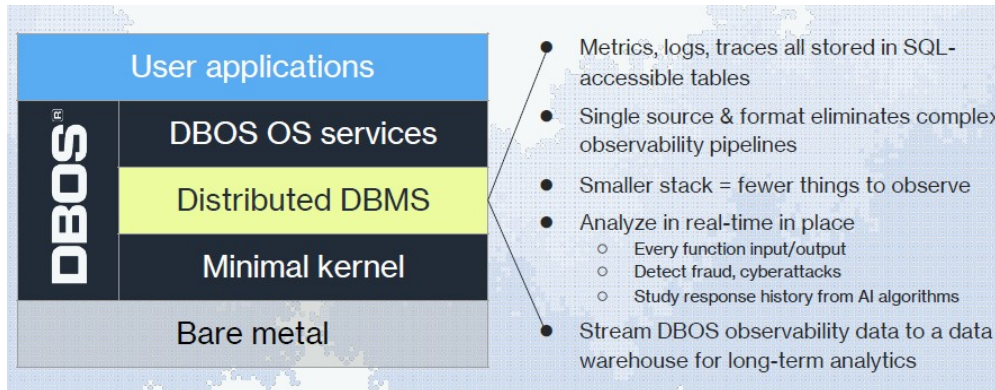 User applications
DBOS®
DBOS OS services
Distributed DBMS
Minimal kernel
Bare metal
● Metrics, logs, traces all stored in SQL-
accessible tables
● Single source & format eliminates complex
observability pipelines
● Smaller stack = fewer things to observe
● Analyze in real-time in place
○ Every function input/output
○ Detect fraud, cyberattacks
○ Study response history from AI algorithms
● Stream DBOS observability data to a data
warehouse for long-term analytics